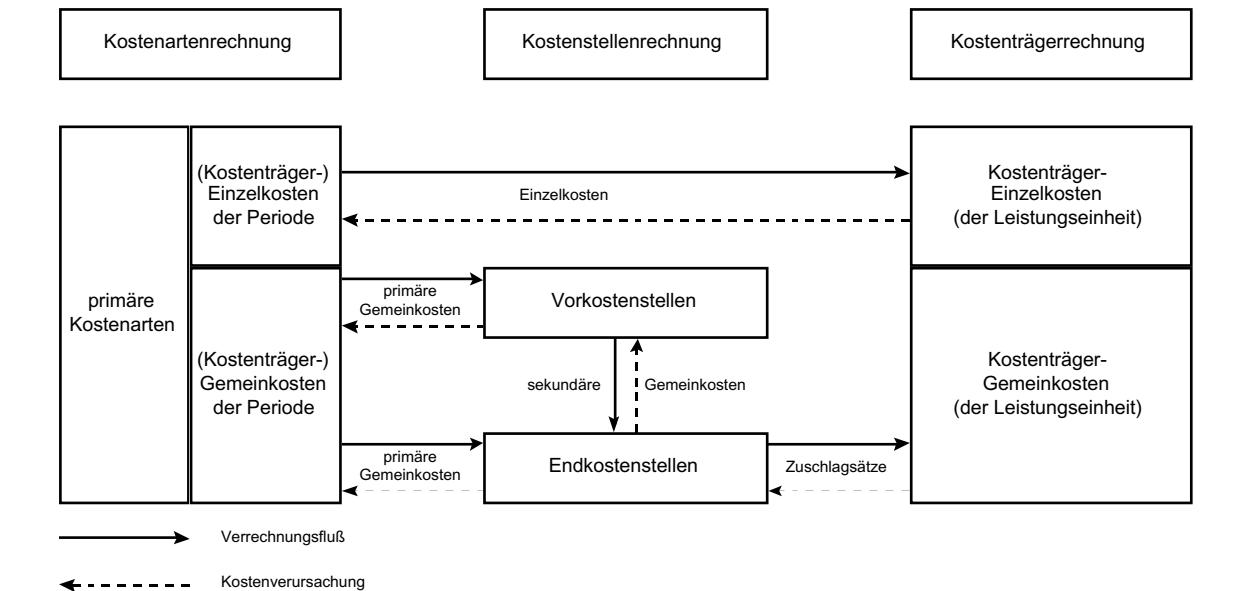 Kostenartenrechnung
Kostenstellenrechnung
Kostenträgerrechnung
primäre
Kostenarten
(Kostenträger-)
Einzelkosten
der Periode
Einzelkosten
Kostenträger-
Einzelkosten
(der Leistungseinheit)
(Kostenträger-)
Gemeinkosten
der Periode
primäre
Gemeinkosten
Vorkostenstellen
sekundäre
Gemeinkosten
primäre
Gemeinkosten
Endkostenstellen
Zuschlagsätze
Kostenträger-
Gemeinkosten
(der Leistungseinheit)
Verrechnungsfluß
Kostenverursachung